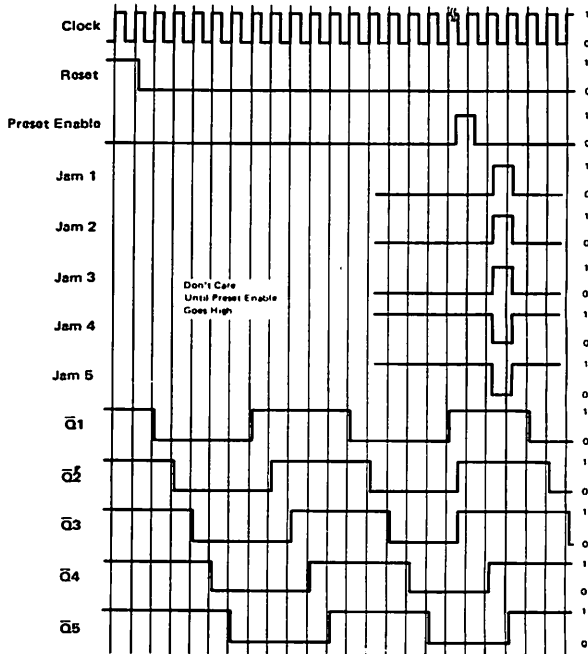 Clock
1
0
Reset
1
0
Preset Enable
1
0
Jam 1
1
0
Jam 2
1
0
Jam 3
1
0
Jam 4
1
0
Jam 5
1
0
Don't Care
Until Preset Enable
Goes High
Q̅1
1
0
Q̅2
1
0
Q̅3
1
0
Q̅4
1
0
Q̅5
1
0